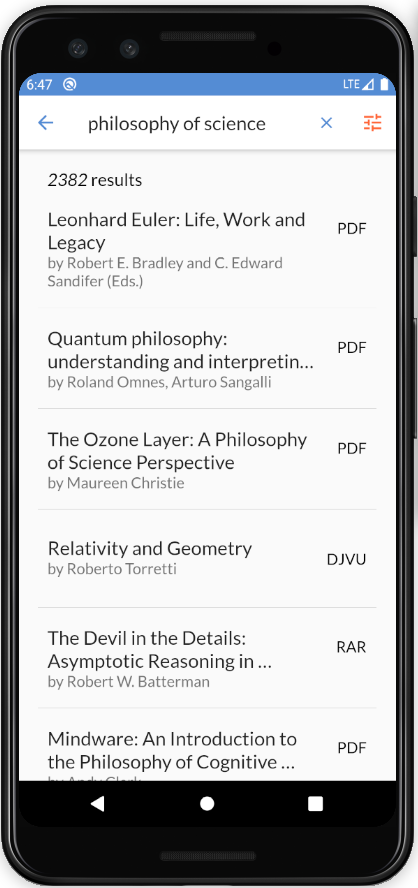 6:47 LTE
philosophy of science
2382 results
Leonhard Euler: Life, Work and
Legacy
PDF
by Robert E. Bradley and C. Edward
Sandifer (Eds.)
Quantum philosophy:
understanding and interpretin...
PDF
by Roland Omnes, Arturo Sangalli
The Ozone Layer: A Philosophy
of Science Perspective
PDF
by Maureen Christie
Relativity and Geometry
by Roberto Torretti
DJVU
The Devil in the Details:
Asymptotic Reasoning in ...
RAR
by Robert W. Batterman
Mindware: An Introduction to
the Philosophy of Cognitive ...
PDF
by Andy Clark